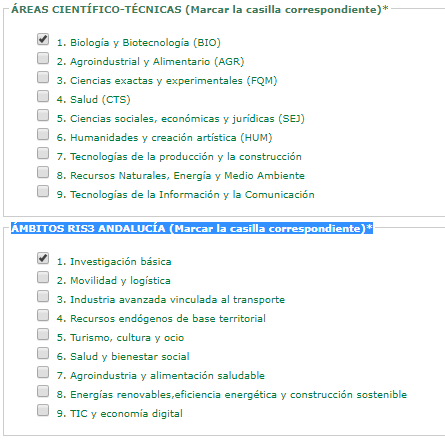 ÁREAS CIENTÍFICO-TÉCNICAS (Marcar la casilla correspondiente)*
1. Biología y Biotecnología (BIO)
2. Agroindustrial y Alimentario (AGR)
3. Ciencias exactas y experimentales (FQM)
4. Salud (CTS)
5. Ciencias sociales, económicas y jurídicas (SEJ)
6. Humanidades y creación artística (HUM)
7. Tecnologías de la producción y la construcción
8. Recursos Naturales, Energía y Medio Ambiente
9. Tecnologías de la Información y la Comunicación
ÁMBITOS RIS3 ANDALUCÍA (Marcar la casilla correspondiente)*
1. Investigación básica
2. Movilidad y logística
3. Industria avanzada vinculada al transporte
4. Recursos endógenos de base territorial
5. Turismo, cultura y ocio
6. Salud y bienestar social
7. Agroindustria y alimentación saludable
8. Energías renovables,eficiencia energética y construcción sostenible
9. TIC y economía digital